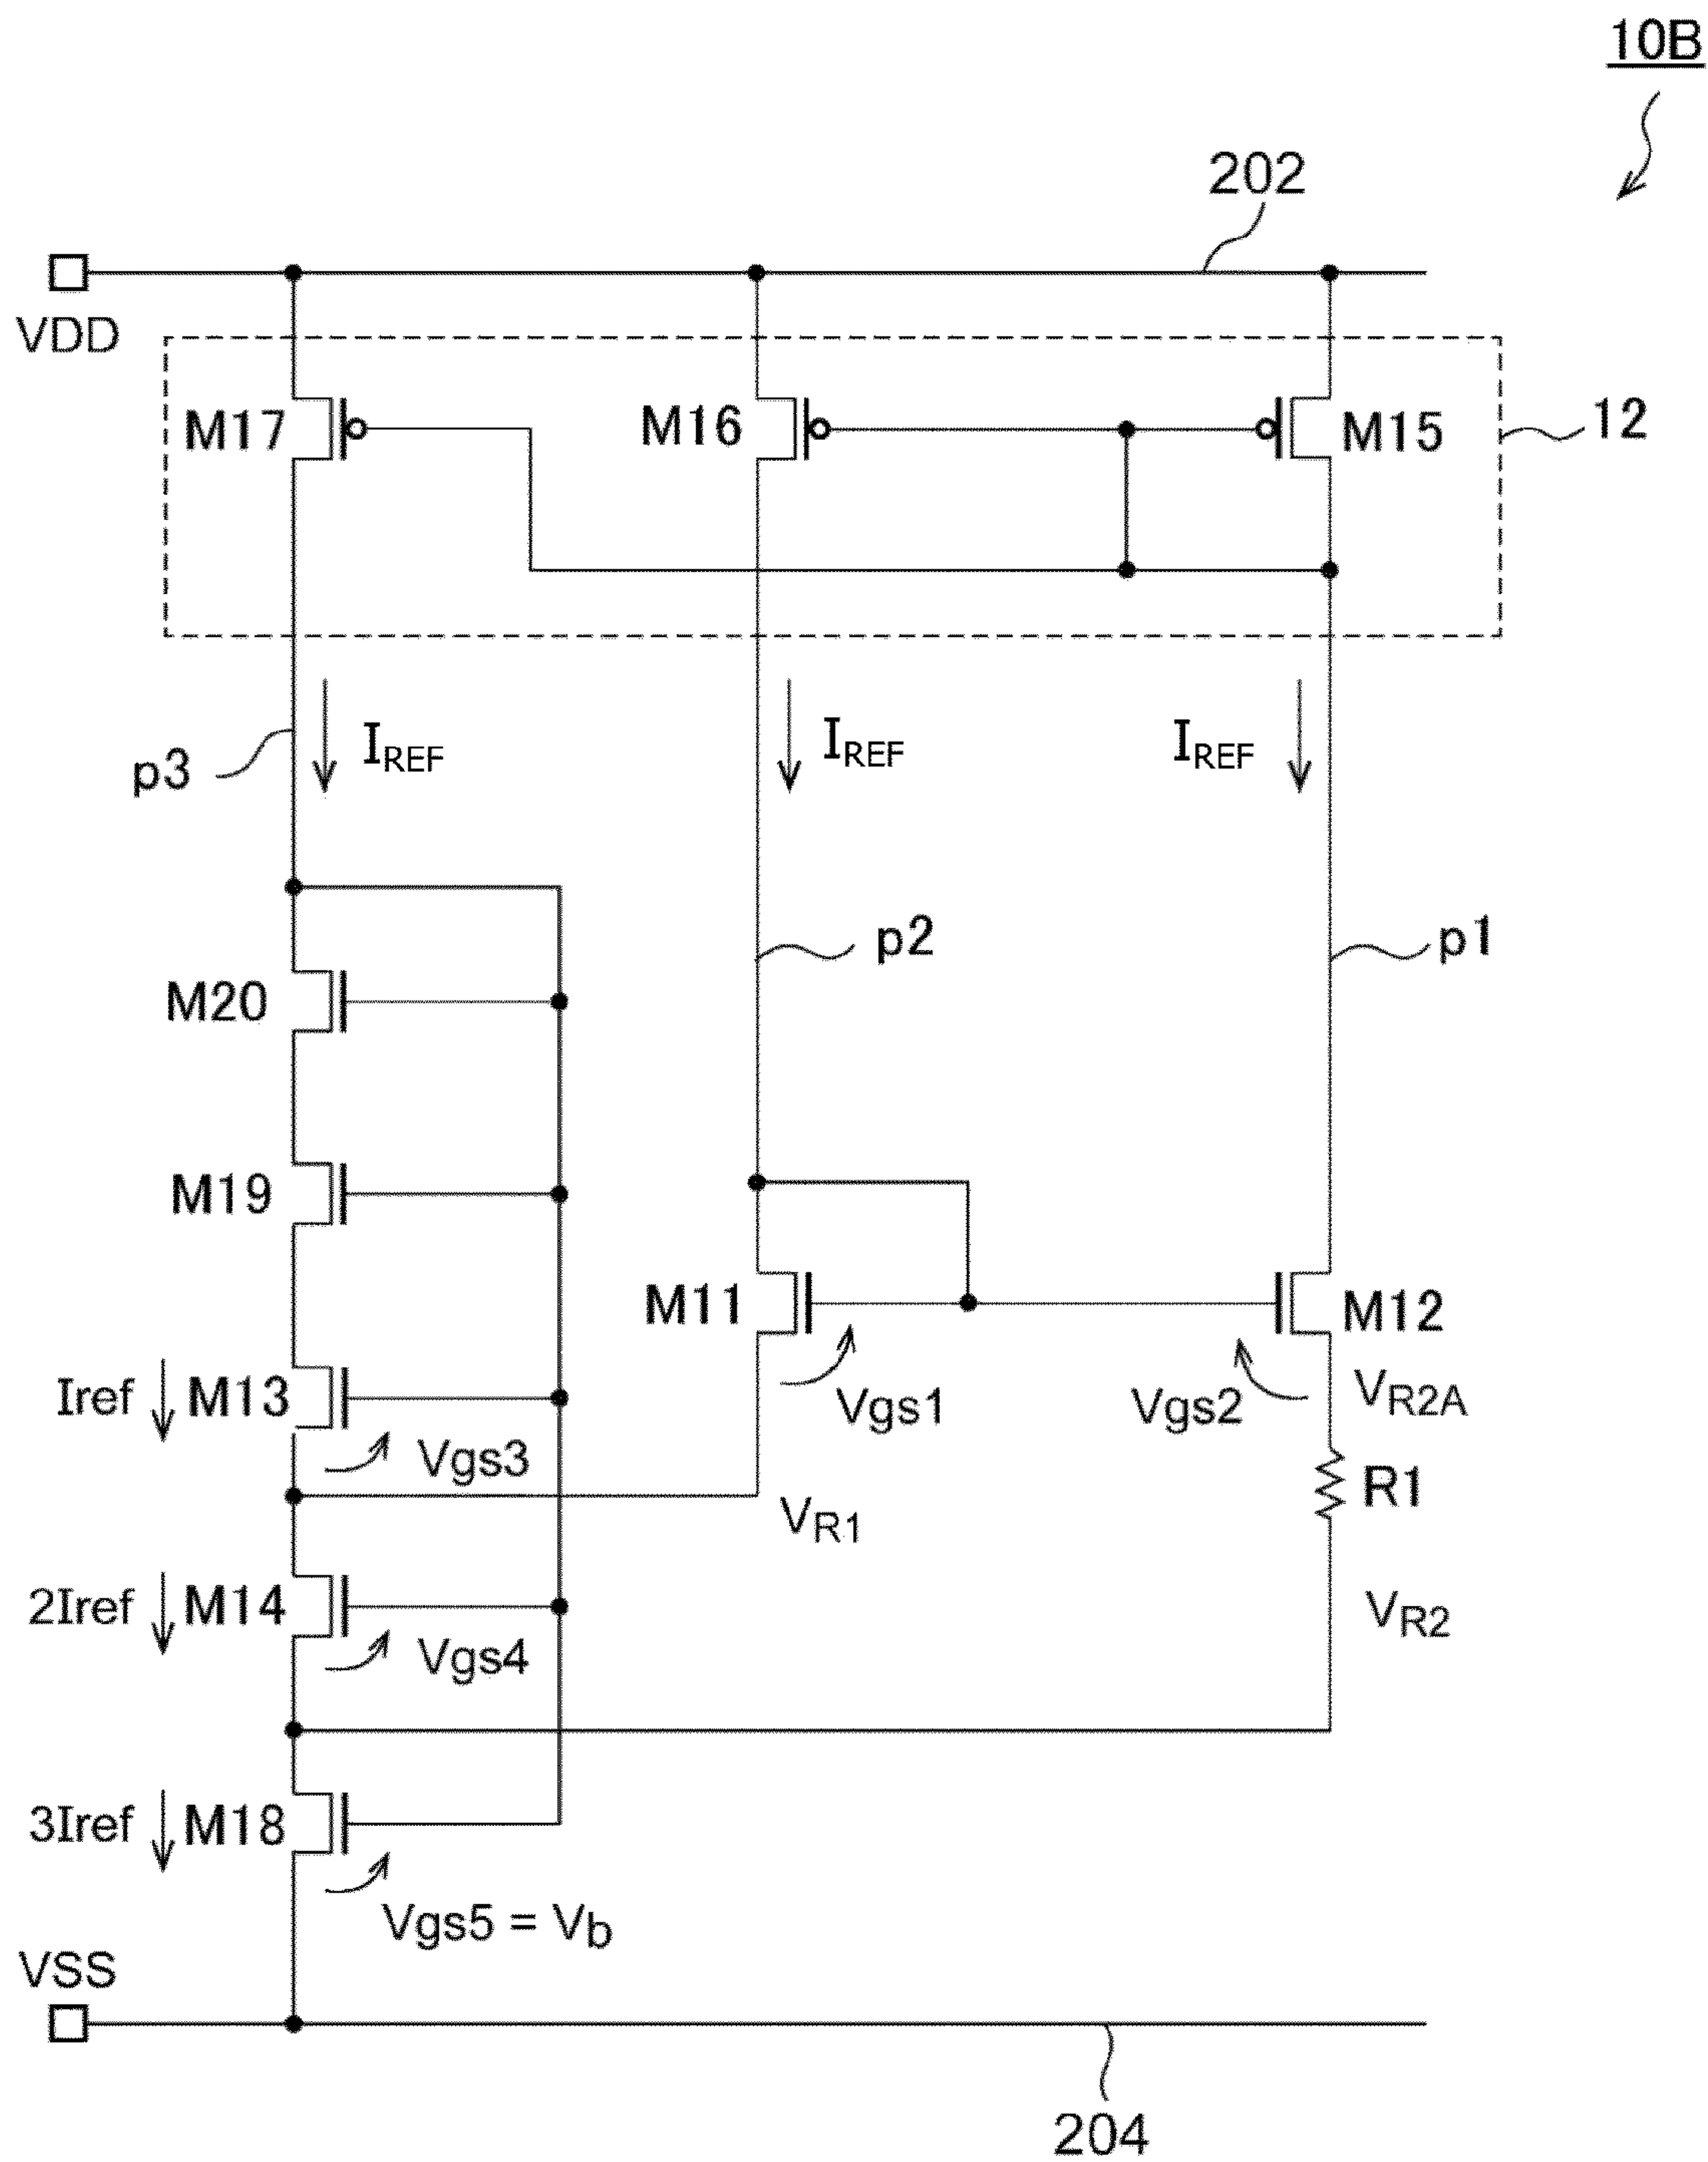 10B
202
VDD
M17
M16
M15
12
p3
IREF
IREF
IREF
p2
p1
M20
M19
M11
M12
Iref
M13
Vgs1
Vgs2
VR2A
Vgs3
R1
VR1
2Iref
M14
VR2
Vgs4
3Iref
M18
Vgs5 = Vb
VSS
204